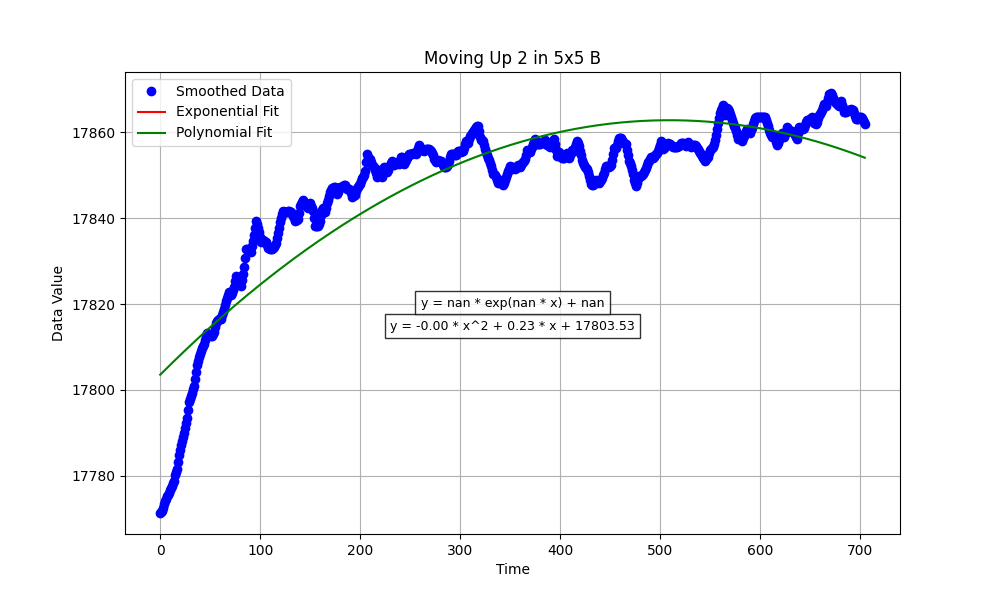 Moving Up 2 in 5x5 B
Smoothed Data
Exponential Fit
Polynomial Fit
17860
17840
17820
17800
17780
Data Value
y = nan * exp(nan * x) + nan
y = -0.00 * x^2 + 0.23 * x + 17803.53
0 100 200 300 400 500 600 700
Time